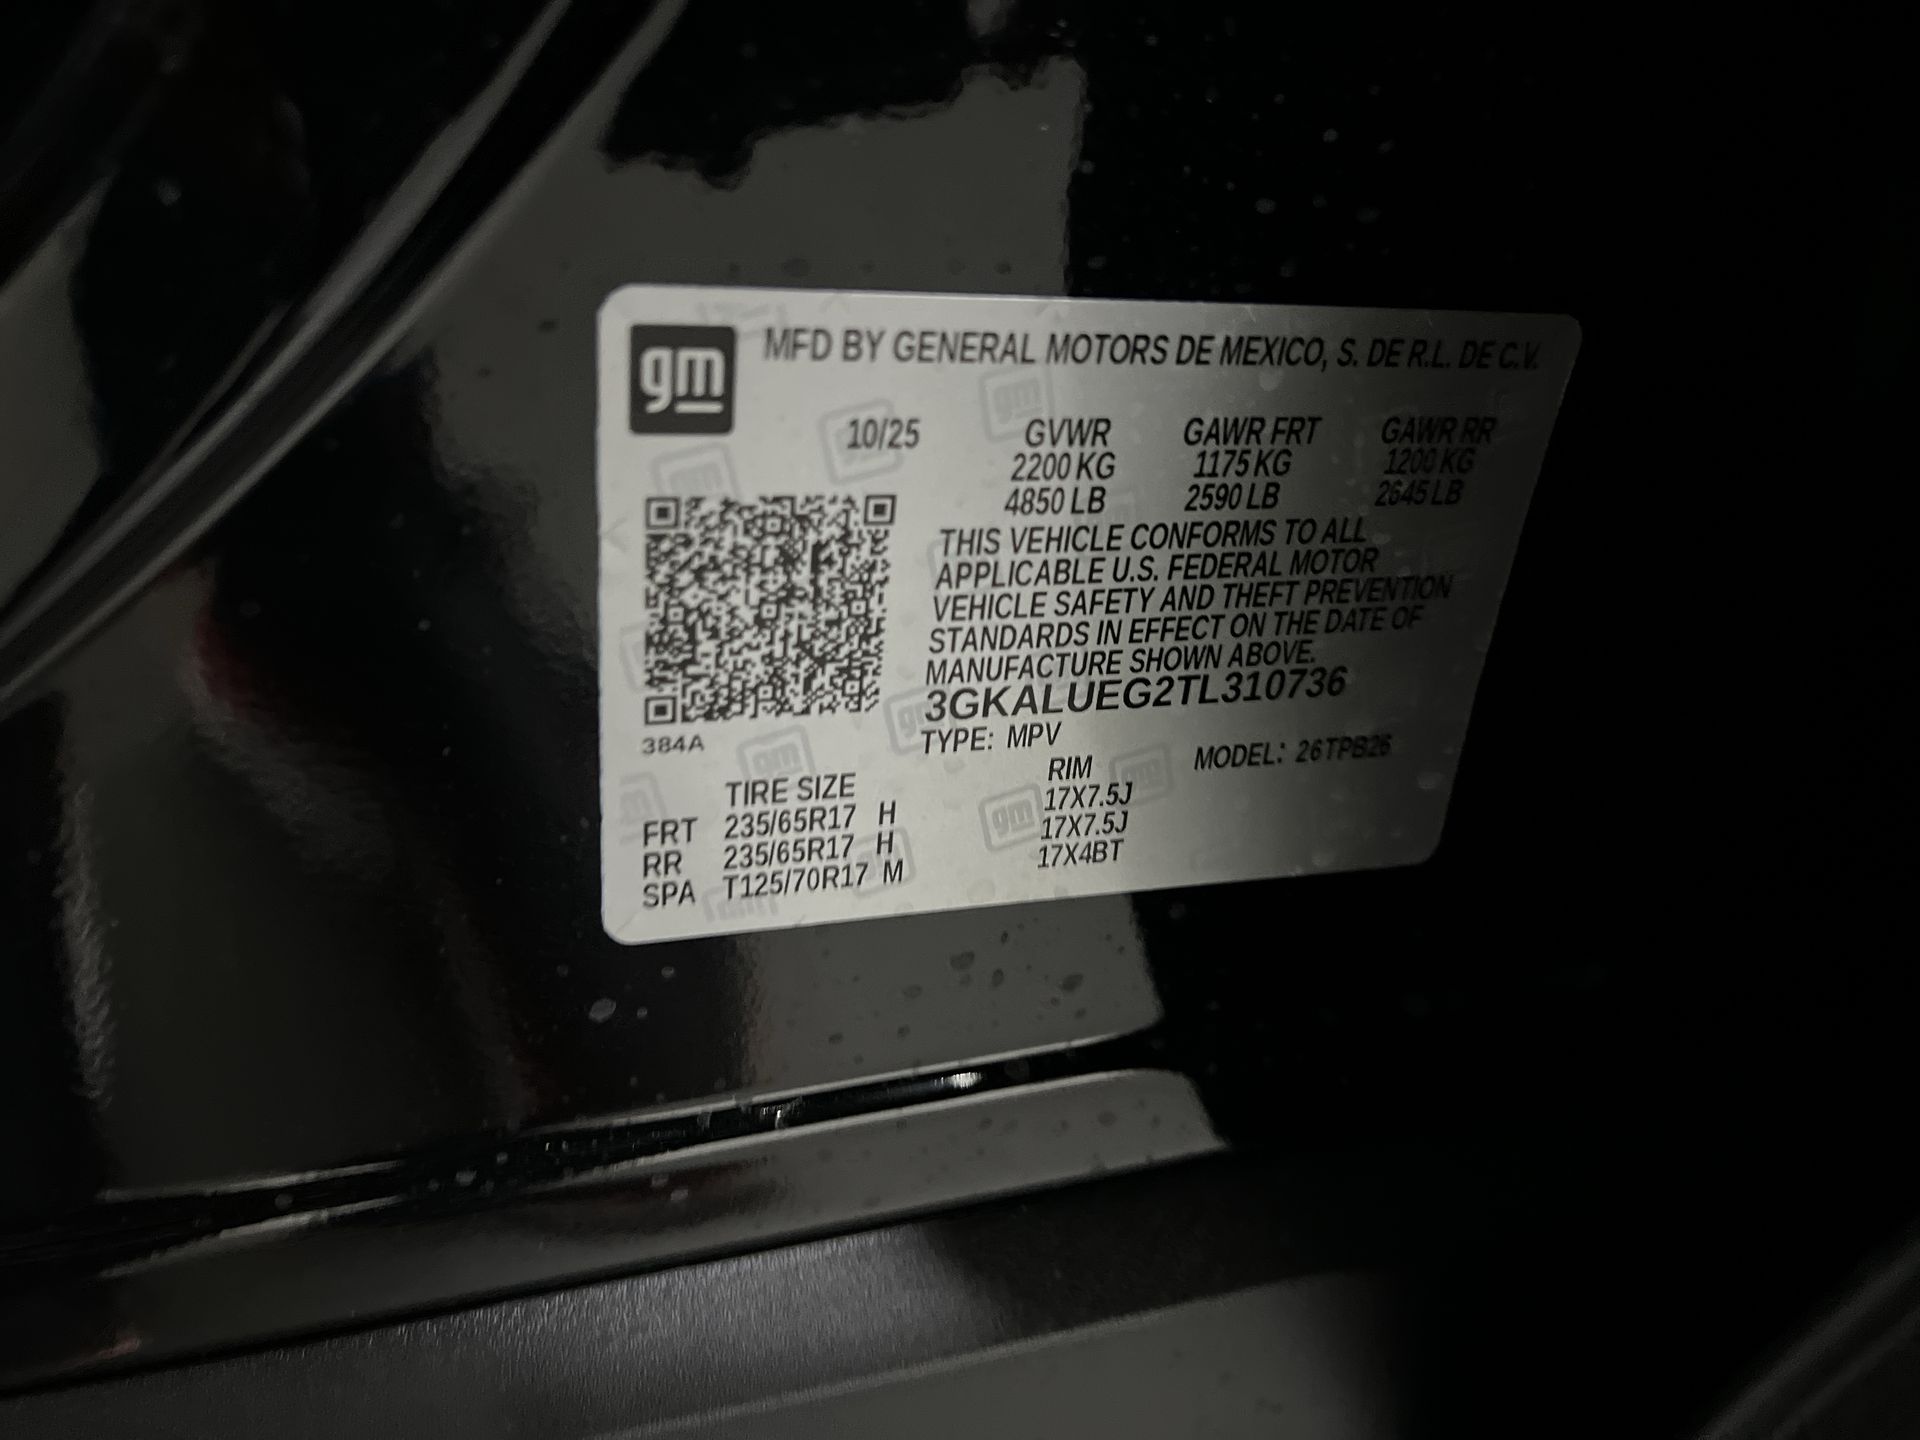 gm
MFD BY GENERAL MOTORS DE MEXICO, S. DE R.L. DE C.V.
10/25 GVWR GAWR FRT GAWR RR
2200 KG 1175 KG 1200 KG
4850 LB 2590 LB 2645 LB
THIS VEHICLE CONFORMS TO ALL
APPLICABLE U.S. FEDERAL MOTOR
VEHICLE SAFETY AND THEFT PREVENTION
STANDARDS IN EFFECT ON THE DATE OF
MANUFACTURE SHOWN ABOVE.
3GKALUEG2TL310736
384A
TYPE: MPV MODEL: 26TPB26
TIRE SIZE RIM
FRT 235/65R17 H 17X7.5J
RR 235/65R17 H 17X7.5J
SPA T125/70R17 M 17X4BT